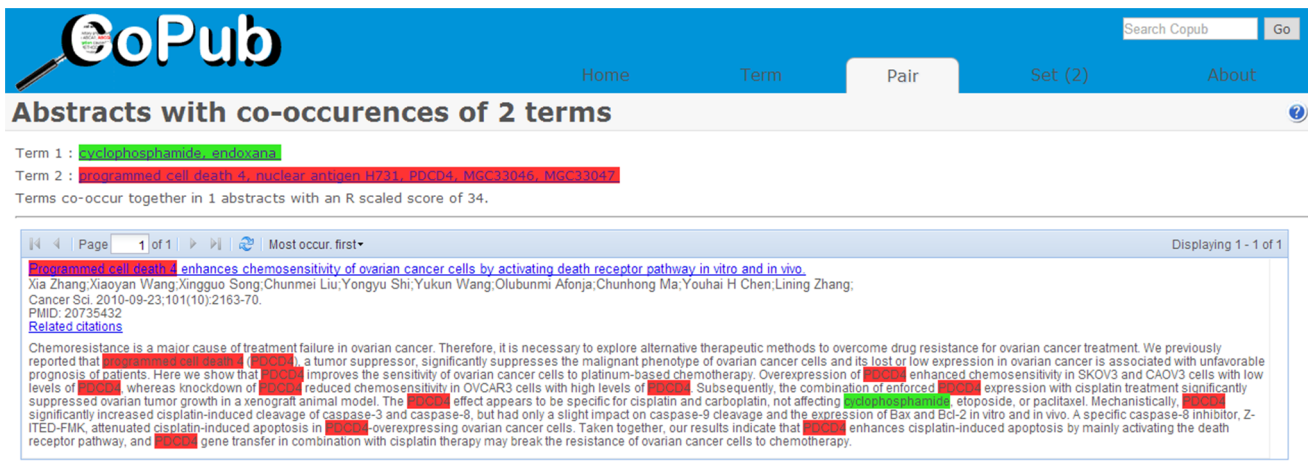 CoPub
Search Copub Go
Home Term Pair Set (2) About
Abstracts with co-occurences of 2 terms
Term 1 : cyclophosphamide, endoxana
Term 2 : programmed cell death 4, nuclear antigen H731, PDCD4, MGC33046, MGC33047
Terms co-occur together in 1 abstracts with an R scaled score of 34.
Page 1 of 1 Most occur. first Displaying 1 - 1 of 1
Programmed cell death 4 enhances chemosensitivity of ovarian cancer cells by activating death receptor pathway in vitro and in vivo.
Xia Zhang;Xiaoyan Wang;Xingguo Song;Chunmei Liu;Yongyu Shi;Yukun Wang;Olubunmi Afonja;Chunhong Ma;Youhai H Chen;Lining Zhang;
Cancer Sci. 2010-09-23;101(10):2163-70.
PMID: 20735432
Related citations
Chemoresistance is a major cause of treatment failure in ovarian cancer. Therefore, it is necessary to explore alternative therapeutic methods to overcome drug resistance for ovarian cancer treatment. We previously
reported that programmed cell death 4 (PDCD4), a tumor suppressor, significantly suppresses the malignant phenotype of ovarian cancer cells and its lost or low expression in ovarian cancer is associated with unfavorable
prognosis of patients. Here we show that PDCD4 improves the sensitivity of ovarian cancer cells to platinum-based chemotherapy. Overexpression of PDCD4 enhanced chemosensitivity in SKOV3 and CAOV3 cells with low
levels of PDCD4, whereas knockdown of PDCD4 reduced chemosensitivity in OVCAR3 cells with high levels of PDCD4. Subsequently, the combination of enforced PDCD4 expression with cisplatin treatment significantly
suppressed ovarian tumor growth in a xenograft animal model. The PDCD4 effect appears to be specific for cisplatin and carboplatin, not affecting cyclophosphamide, etoposide, or paclitaxel. Mechanistically, PDCD4
significantly increased cisplatin-induced cleavage of caspase-3 and caspase-8, but had only a slight impact on caspase-9 cleavage and the expression of Bax and Bcl-2 in vitro and in vivo. A specific caspase-8 inhibitor, Z-
ITED-FMK, attenuated cisplatin-induced apoptosis in PDCD4-overexpressing ovarian cancer cells. Taken together, our results indicate that PDCD4 enhances cisplatin-induced apoptosis by mainly activating the death
receptor pathway, and PDCD4 gene transfer in combination with cisplatin therapy may break the resistance of ovarian cancer cells to chemotherapy.